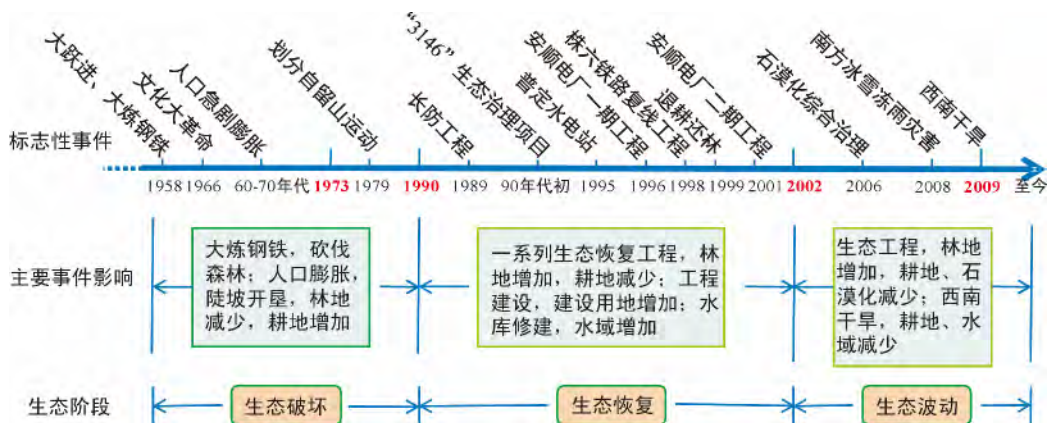 标志性事件
大跃进、大炼钢铁
文化大革命
人口急剧膨胀
划分自留山运动
长防工程
“3146”生态治理项目
普定水电站
安顺电厂一期工程
株六铁路复线工程
退耕还林
安顺电厂二期工程
石漠化综合治理
南方冰雪冻雨灾害
西南干旱
1958 1966 60-70年代 1973 1979 1990 1989 90年代初 1995 1996 1998 1999 2001 2002 2006 2008 2009 至今
主要事件影响
大炼钢铁，砍伐
森林；人口膨胀，
陡坡开垦，林地
减少，耕地增加
一系列生态恢复工程，林
地增加，耕地减少；工程
建设，建设用地增加；水
库修建，水域增加
生态工程，林地
增加，耕地、石
漠化减少；西南
干旱，耕地、水
域减少
生态阶段
生态破坏
生态恢复
生态波动